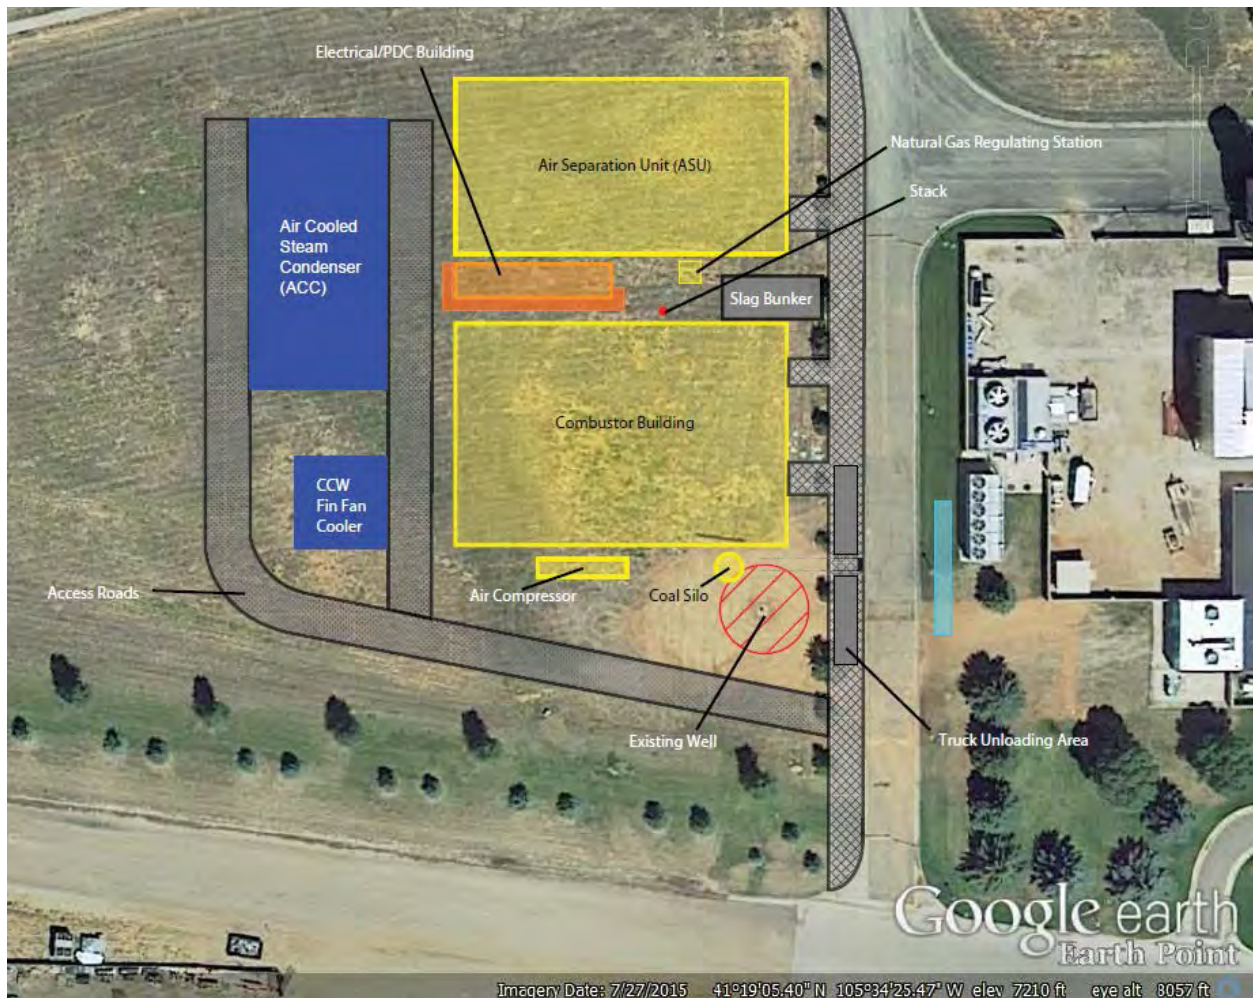 Electrical/PDC Building
Natural Gas Regulating Station
Air Separation Unit (ASU)
Stack
Air Cooled
Steam
Condenser
(ACC)
Slag Bunker
Combustor Building
CCW
Fin Fan
Cooler
Access Roads
Air Compressor
Coal Silo
Existing Well
Truck Unloading Area
Google earth
Earth Point
Imagery Date: 7/27/2015 41°19'05.40" N 105°34'25.47" W elev 7210 ft eye alt 8057 ft